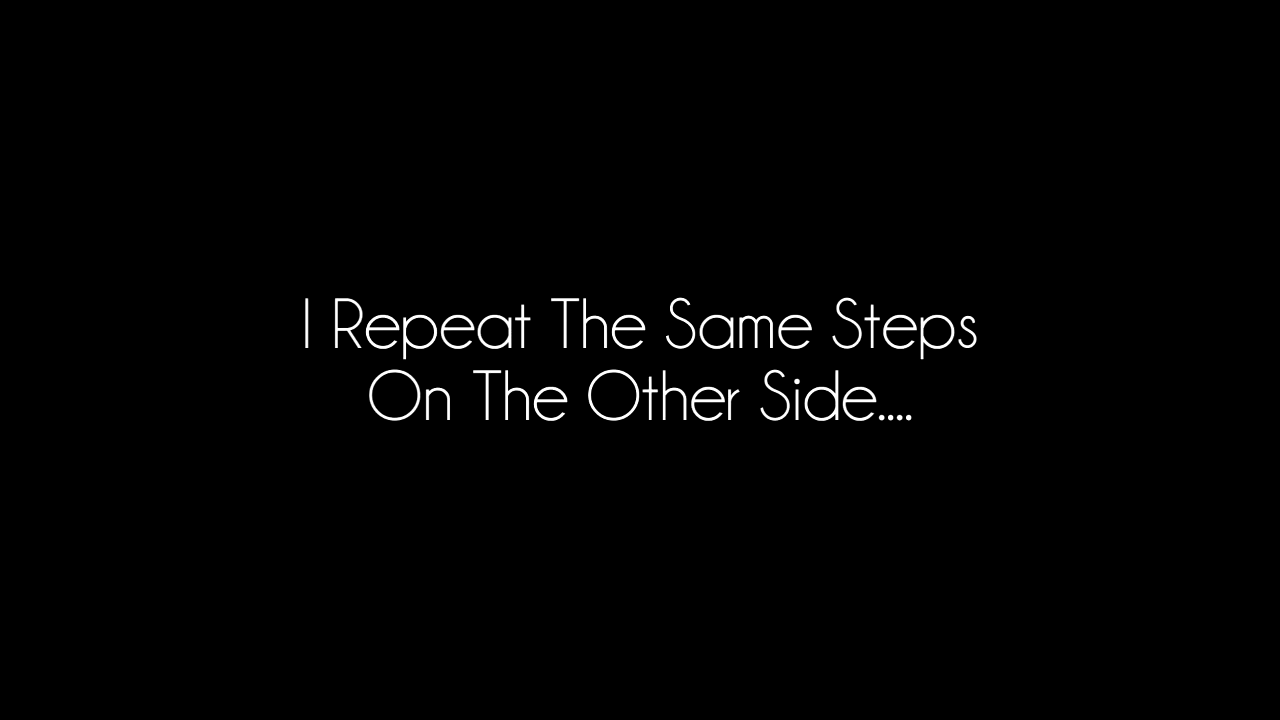 I Repeat The Same Steps
On The Other Side....